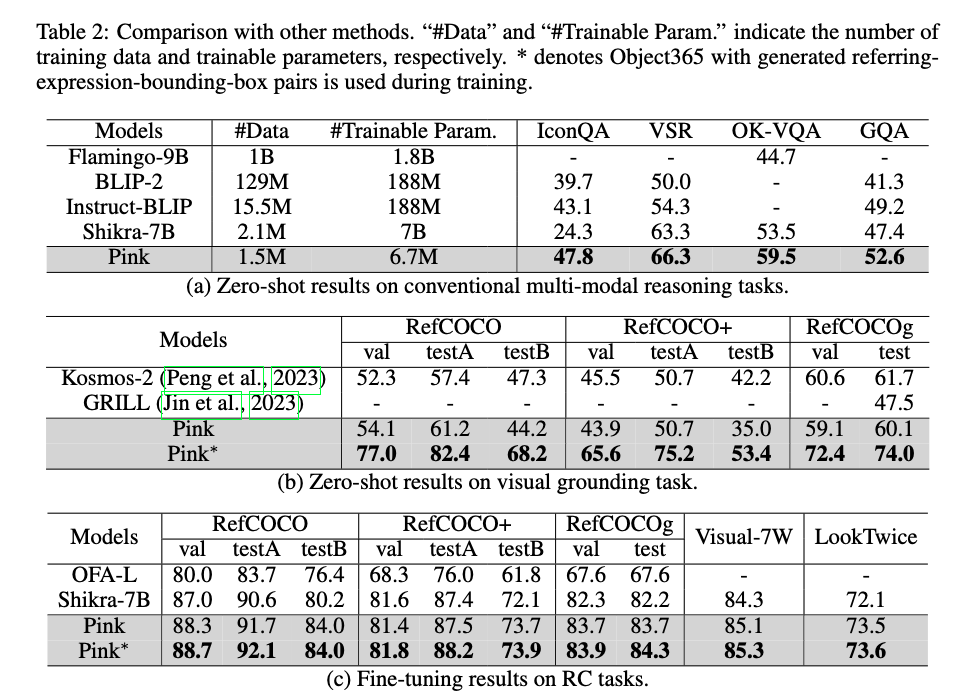 Table 2: Comparison with other methods. “#Data” and “#Trainable Param.” indicate the number of
training data and trainable parameters, respectively. * denotes Object365 with generated referring-
expression-bounding-box pairs is used during training.
Models #Data #Trainable Param. IconQA VSR OK-VQA GQA
Flamingo-9B 1B 1.8B - - 44.7 -
BLIP-2 129M 188M 39.7 50.0 - 41.3
Instruct-BLIP 15.5M 188M 43.1 54.3 - 49.2
Shikra-7B 2.1M 7B 24.3 63.3 53.5 47.4
Pink 1.5M 6.7M 47.8 66.3 59.5 52.6
(a) Zero-shot results on conventional multi-modal reasoning tasks.
Models RefCOCO RefCOCO+ RefCOCOg
val testA testB val testA testB val test
Kosmos-2 (Peng et al., 2023) 52.3 57.4 47.3 45.5 50.7 42.2 60.6 61.7
GRILL (Jin et al., 2023) - - - - - - - 47.5
Pink 54.1 61.2 44.2 43.9 50.7 35.0 59.1 60.1
Pink* 77.0 82.4 68.2 65.6 75.2 53.4 72.4 74.0
(b) Zero-shot results on visual grounding task.
Models RefCOCO RefCOCO+ RefCOCOg Visual-7W LookTwice
val testA testB val testA testB val test
OFA-L 80.0 83.7 76.4 68.3 76.0 61.8 67.6 67.6 - -
Shikra-7B 87.0 90.6 80.2 81.6 87.4 72.1 82.3 82.2 84.3 72.1
Pink 88.3 91.7 84.0 81.4 87.5 73.7 83.7 83.7 85.1 73.5
Pink* 88.7 92.1 84.0 81.8 88.2 73.9 83.9 84.3 85.3 73.6
(c) Fine-tuning results on RC tasks.